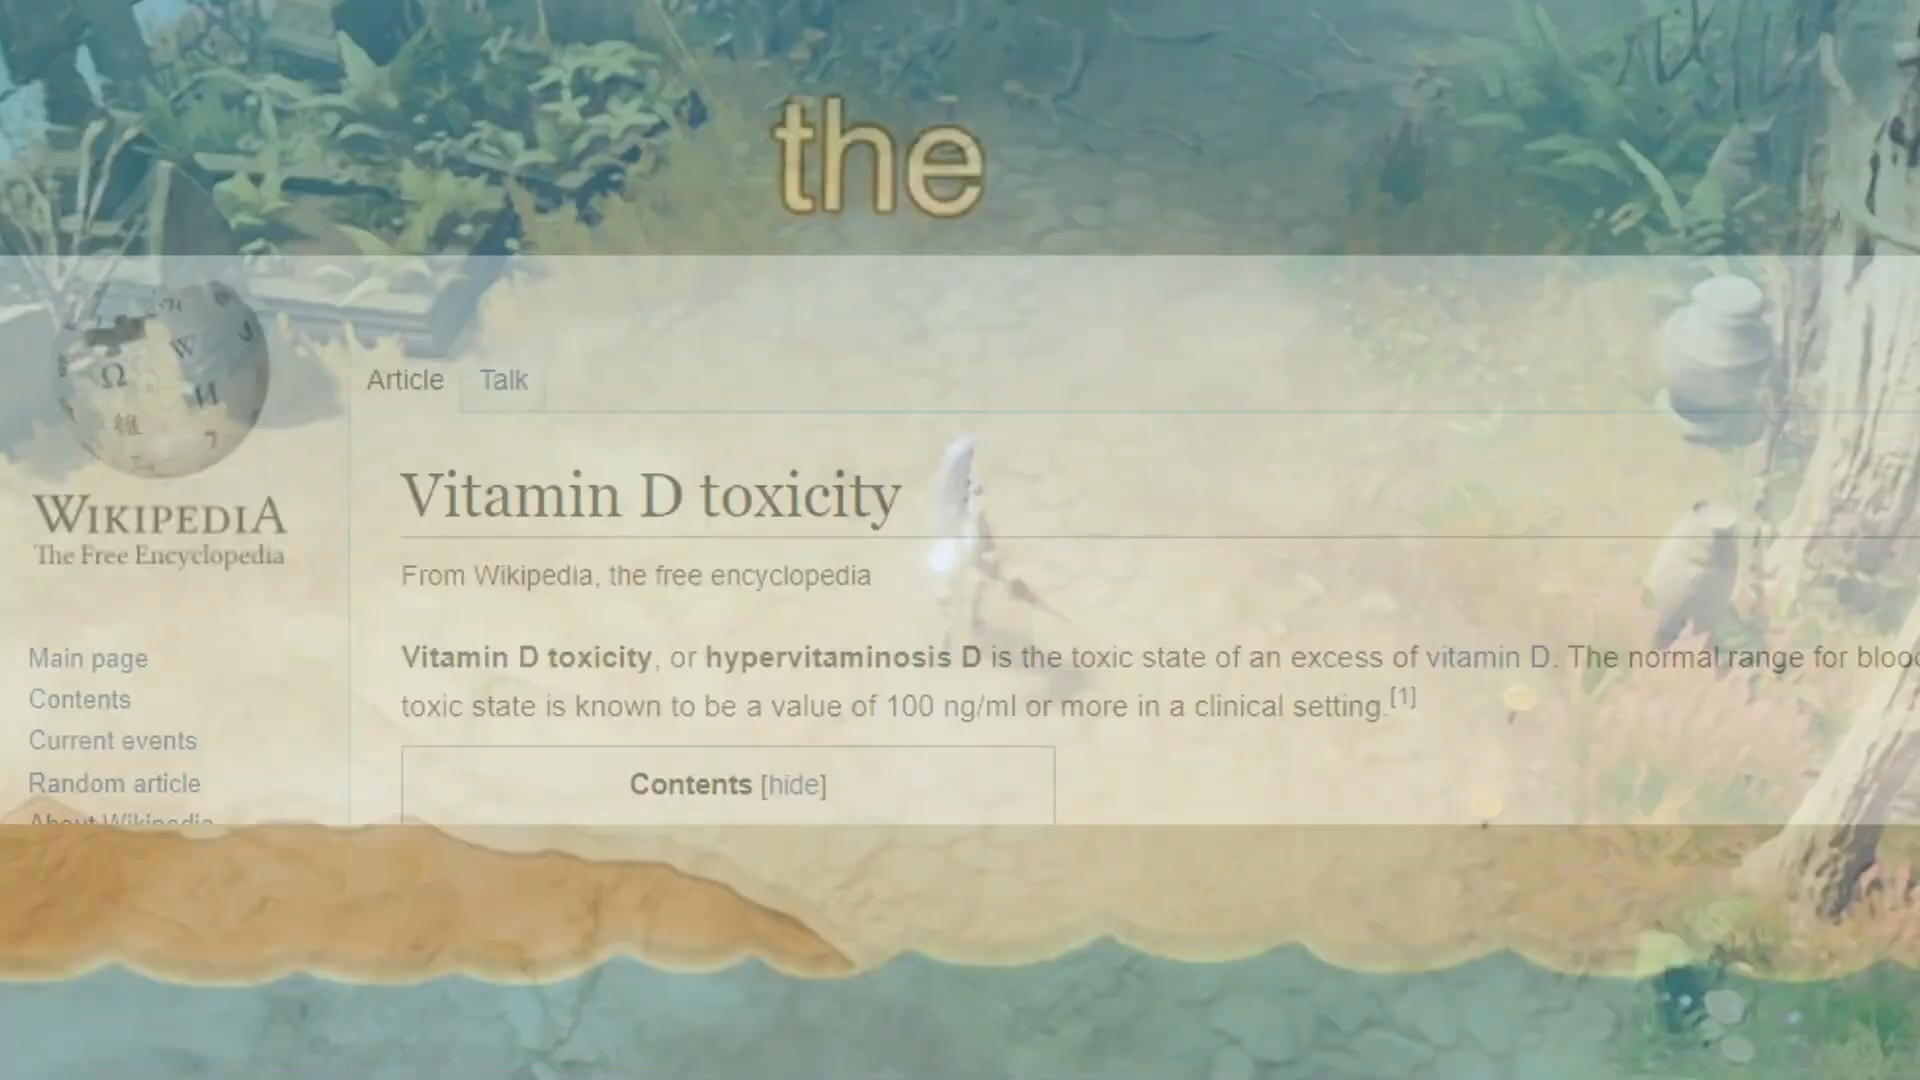 the
Article Talk
Vitamin D toxicity
WIKIPEDIA
The Free Encyclopedia
From Wikipedia, the free encyclopedia
Vitamin D toxicity, or hypervitaminosis D is the toxic state of an excess of vitamin D. The normal range for
toxic state is known to be a value of 100 ng/ml or more in a clinical setting.[1]
Main page
Contents
Current events
Random article
About Wikipedia
Contents [hide]